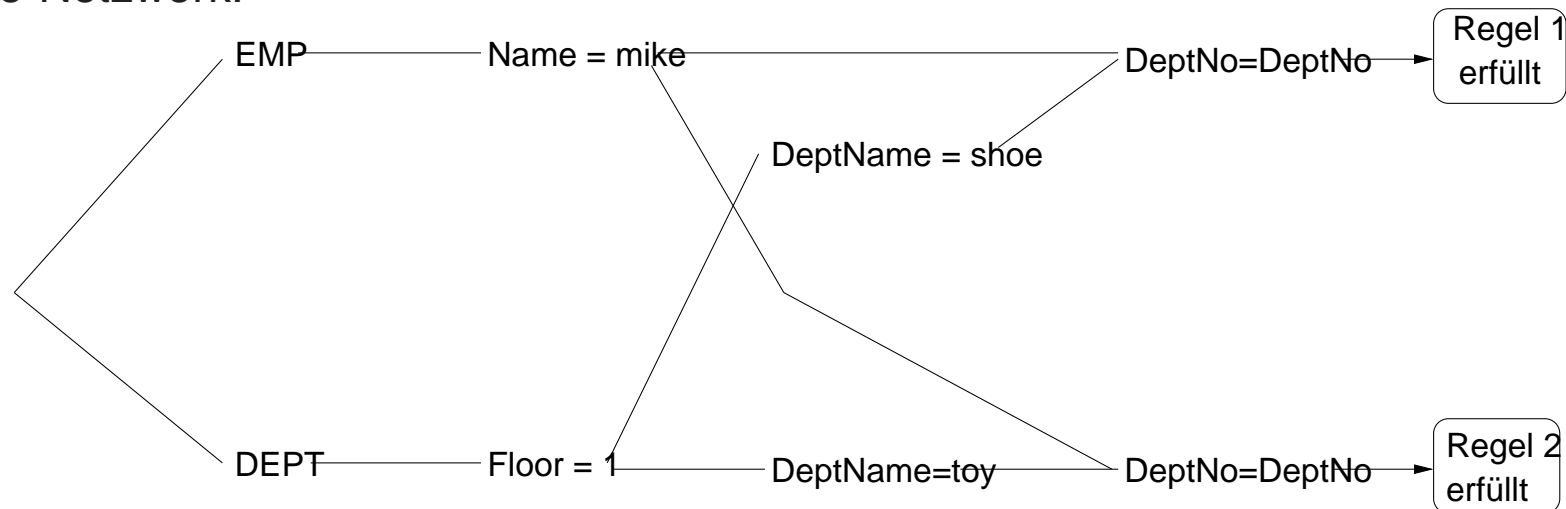 EMP
Name = mike
DeptNo=DeptNo
Regel 1
erfüllt
DeptName = shoe
DEPT
Floor = 1
DeptName=toy
DeptNo=DeptNo
Regel 2
erfüllt